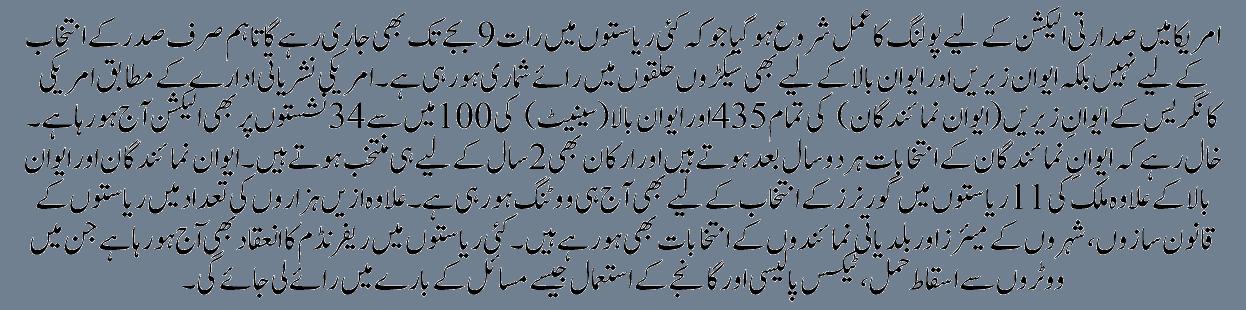 امریکا میں صدارتی الیکشن کے لیے پولنگ کا عمل شروع ہو گیا جو کہ کئی ریاستوں میں رات 9 بجے تک بھی جاری رہے گا تاہم صرف صدر کے انتخاب
کے لیے نہیں بلکہ ایوان زیریں اور ایوان بالا کے لیے بھی سیکڑوں حلقوں میں رائے شماری ہو رہی ہے۔ امریکی نشریاتی ادارے کے مطابق امریکی
کانگریس کے ایوانِ زیریں (ایوان نمائندگان) کی تمام 435 اور ایوان بالا (سینیٹ) کی 100 میں سے 34 نشستوں پر بھی الیکشن آج ہو رہا ہے۔
خال رہے کہ ایوانِ نمائندگان کے انتخابات ہر دو سال بعد ہوتے ہیں اور ارکان بھی 2 سال کے لیے ہی منتخب ہوتے ہیں۔ ایوان نمائندگان اور ایوان
بالا کے علاوہ ملک کی 11 ریاستوں میں گورنرز کے انتخاب کے لیے بھی آج ہی ووٹنگ ہو رہی ہے۔ علاوہ ازیں ہزاروں کی تعداد میں ریاستوں کے
قانون سازوں، شہروں کے میئرز اور بلدیاتی نمائندوں کے انتخابات بھی ہو رہے ہیں۔ کئی ریاستوں میں ریفرنڈم کا انعقاد بھی آج ہو رہا ہے جن میں
ووٹروں سے اسقاط حمل، ٹیکس پالیسی اور گانجے کے استعمال جیسے مسائل کے بارے میں رائے لی جائے گی۔